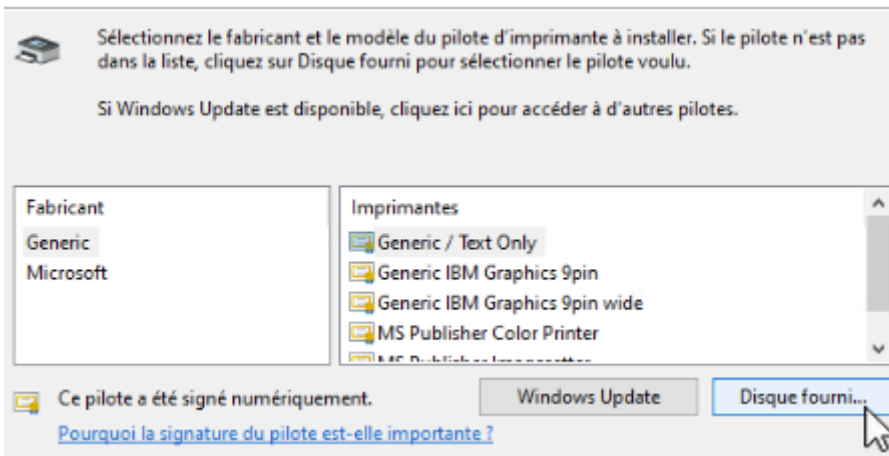 Sélectionnez le fabricant et le modèle du pilote d'imprimante à installer. Si le pilote n'est pas
dans la liste, cliquez sur Disque fourni pour sélectionner le pilote voulu.
Si Windows Update est disponible, cliquez ici pour accéder à d'autres pilotes.
Fabricant
Generic
Microsoft
Imprimantes
Generic / Text Only
Generic IBM Graphics 9pin
Generic IBM Graphics 9pin wide
MS Publisher Color Printer
MS Publisher Imagesetter
Ce pilote a été signé numériquement.
Windows Update
Disque fourni...
Pourquoi la signature du pilote est-elle importante ?